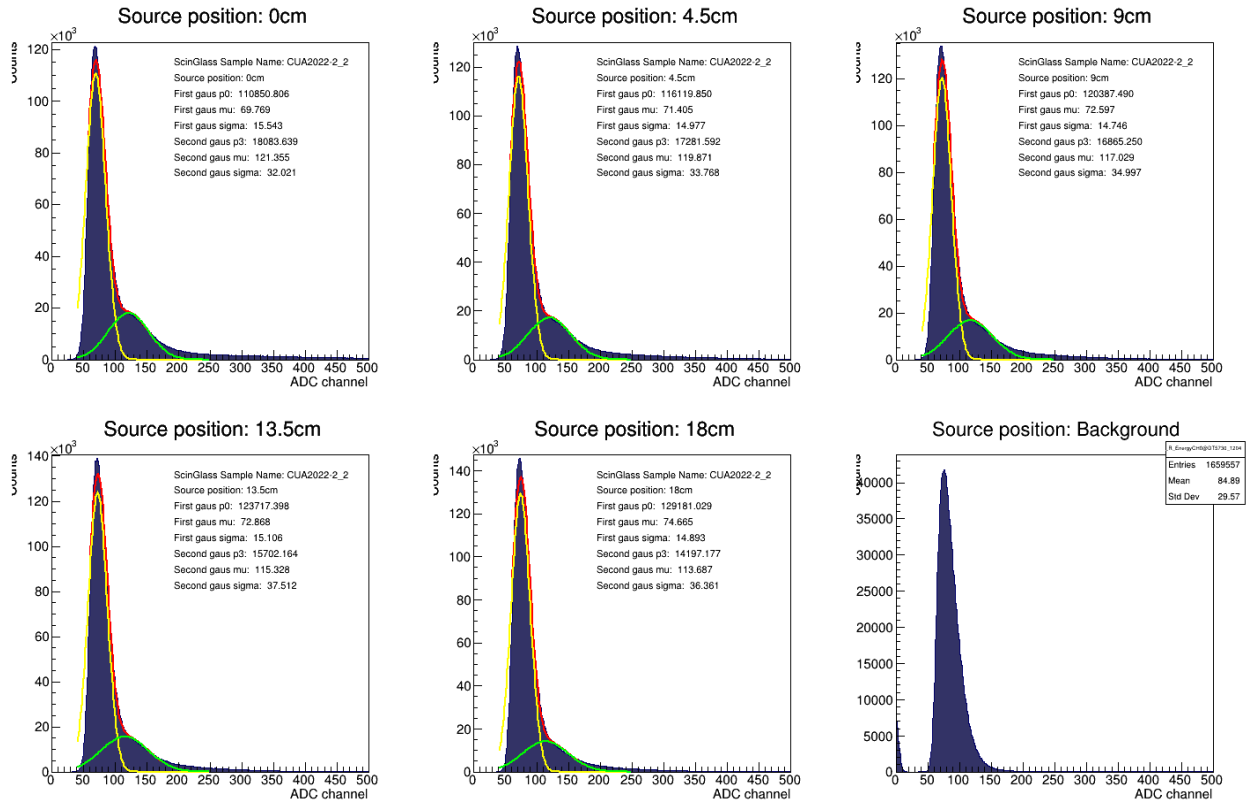 Source position: 0cm
×10³
Counts
ScinGlass Sample Name: CUA2022-2_2
Source position: 0cm
First gaus p0: 110850.806
First gaus mu: 69.769
First gaus sigma: 15.543
Second gaus p3: 18083.639
Second gaus mu: 121.355
Second gaus sigma: 32.021
120
100
80
60
40
20
0
0 50 100 150 200 250 300 350 400 450 500
ADC channel
Source position: 4.5cm
×10³
Counts
ScinGlass Sample Name: CUA2022-2_2
Source position: 4.5cm
First gaus p0: 116119.850
First gaus mu: 71.405
First gaus sigma: 14.977
Second gaus p3: 17281.592
Second gaus mu: 119.871
Second gaus sigma: 33.768
120
100
80
60
40
20
0
0 50 100 150 200 250 300 350 400 450 500
ADC channel
Source position: 9cm
×10³
Counts
ScinGlass Sample Name: CUA2022-2_2
Source position: 9cm
First gaus p0: 120387.490
First gaus mu: 72.597
First gaus sigma: 14.746
Second gaus p3: 16865.250
Second gaus mu: 117.029
Second gaus sigma: 34.997
120
100
80
60
40
20
0
0 50 100 150 200 250 300 350 400 450 500
ADC channel
Source position: 13.5cm
×10³
Counts
ScinGlass Sample Name: CUA2022-2_2
Source position: 13.5cm
First gaus p0: 123717.398
First gaus mu: 72.868
First gaus sigma: 15.106
Second gaus p3: 15702.164
Second gaus mu: 115.328
Second gaus sigma: 37.512
140
120
100
80
60
40
20
0
0 50 100 150 200 250 300 350 400 450 500
ADC channel
Source position: 18cm
×10³
Counts
ScinGlass Sample Name: CUA2022-2_2
Source position: 18cm
First gaus p0: 129181.029
First gaus mu: 74.665
First gaus sigma: 14.893
Second gaus p3: 14197.177
Second gaus mu: 113.687
Second gaus sigma: 36.361
140
120
100
80
60
40
20
0
0 50 100 150 200 250 300 350 400 450 500
ADC channel
Source position: Background
Counts
Entries 1659557
Mean 84.89
Std Dev 29.57
40000
35000
30000
25000
20000
15000
10000
5000
0
0 50 100 150 200 250 300 350 400 450 500
ADC channel